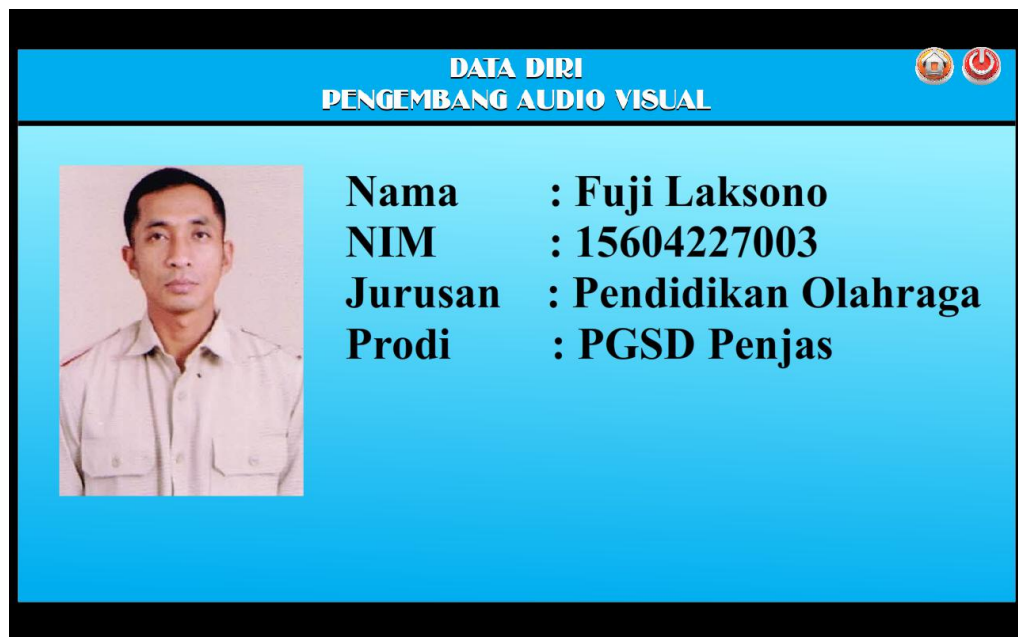 DATA DIRI
PENGEMBANG AUDIO VISUAL
Nama : Fuji Laksono
NIM : 15604227003
Jurusan : Pendidikan Olahraga
Prodi : PGSD Penjas